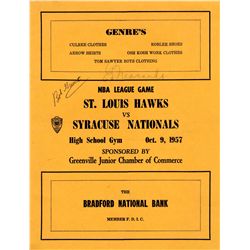 GENRE'S
CULKEE CLOTHES ROBLEE SHOES
ARROW SHIRTS OSH KOSH WORK CLOTHES
TOM SAWYER BOYS CLOTHING
NBA LEAGUE GAME
ST. LOUIS HAWKS
VS
SYRACUSE NATIONALS
High School Gym Oct. 9, 1957
SPONSORED BY
Greenville Junior Chamber of Commerce
THE
BRADFORD NATIONAL BANK
MEMBER F. D. I. C.